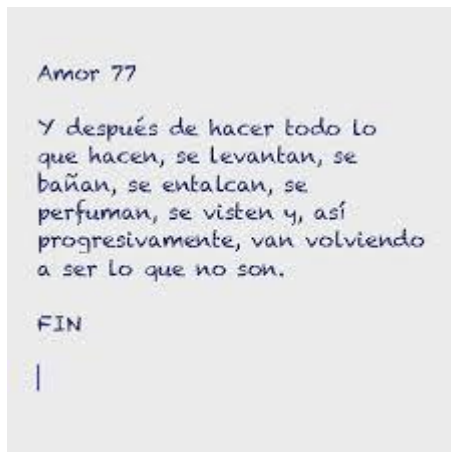 Amor 77
Y después de hacer todo lo
que hacen, se levantan, se
bañan, se entalcan, se
perfuman, se visten y, así
progresivamente, van volviendo
a ser lo que no son.
FIN